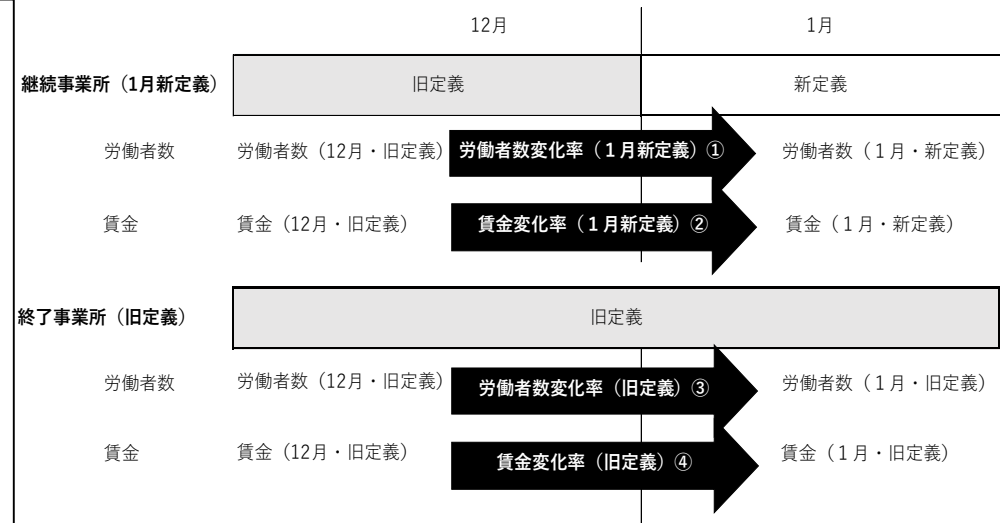 12月 1月
継続事業所（1月新定義） 旧定義 新定義
労働者数 労働者数（12月・旧定義） 労働者数変化率（１月新定義）① 労働者数（１月・新定義）
賃金 賃金（12月・旧定義） 賃金変化率（１月新定義）② 賃金（１月・新定義）
終了事業所（旧定義） 旧定義
労働者数 労働者数（12月・旧定義） 労働者数変化率（旧定義）③ 労働者数（１月・旧定義）
賃金 賃金（12月・旧定義） 賃金変化率（旧定義）④ 賃金（１月・旧定義）